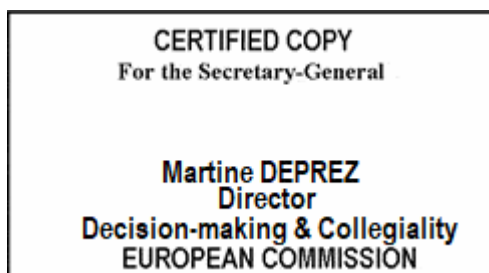 CERTIFIED COPY
For the Secretary-General
Martine DEPREZ
Director
Decision-making & Collegiality
EUROPEAN COMMISSION